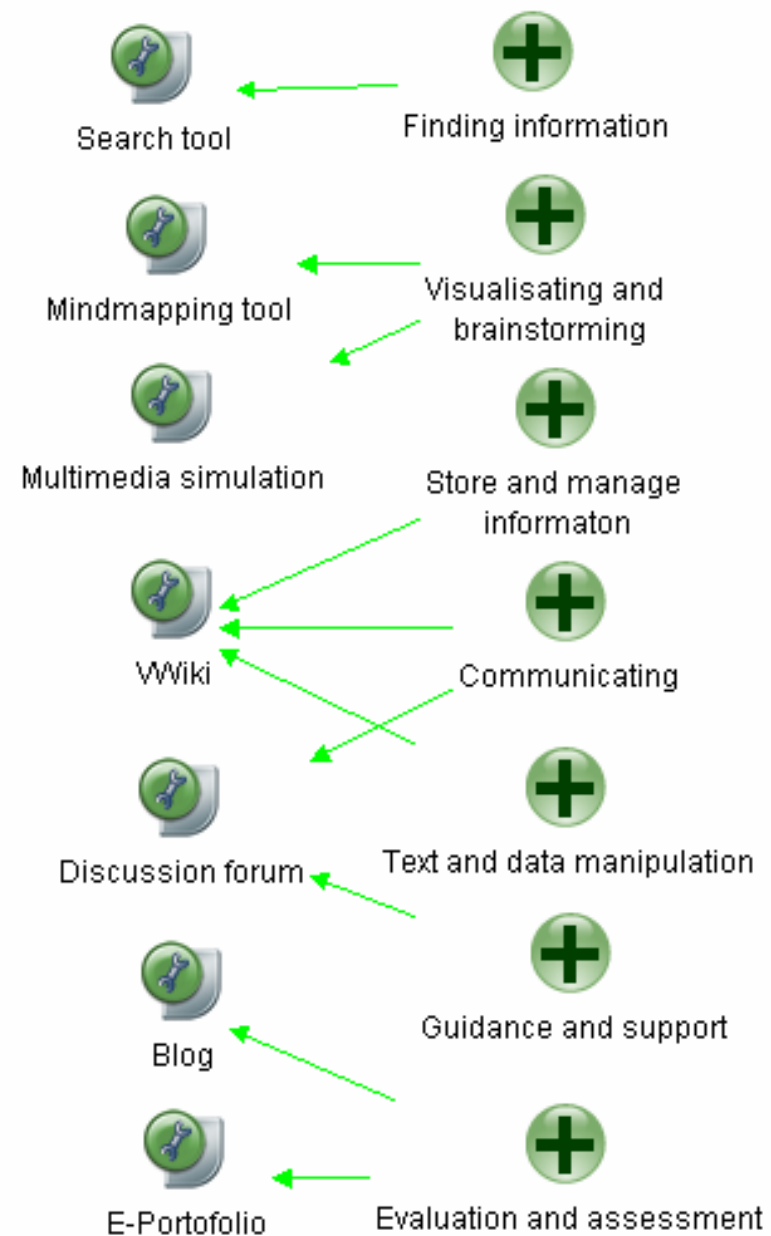 Search tool
Finding information
Mindmapping tool
Visualisating and
brainstorming
Multimedia simulation
Store and manage
informaton
Wiki
Communicating
Discussion forum
Text and data manipulation
Blog
Guidance and support
E-Portofolio
Evaluation and assessment